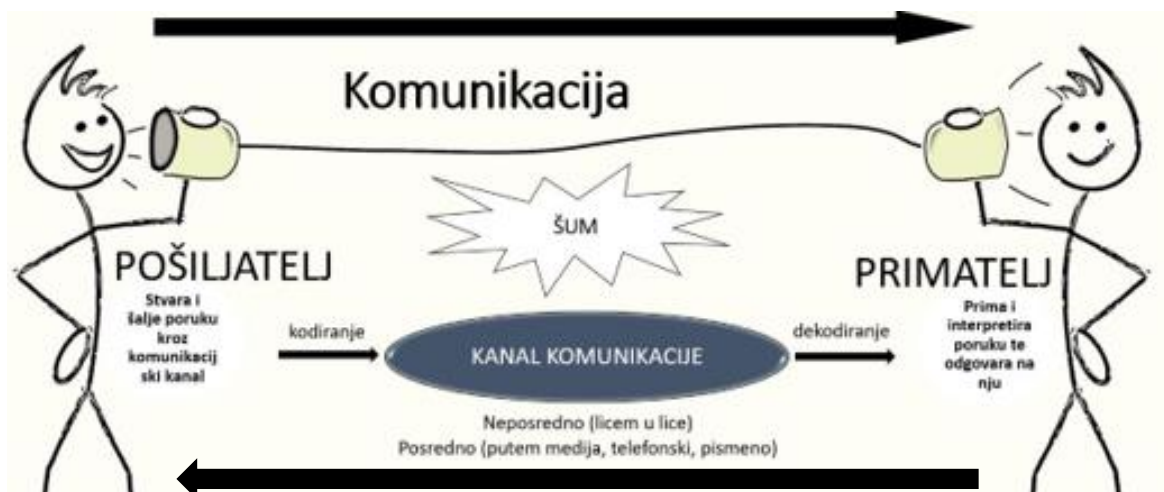 Komunikacija
ŠUM
POŠILJATELJ
Stvara i
šalje poruku
kroz
komunikacij
ski kanal
kodiranje
KANAL KOMUNIKACIJE
dekodiranje
PRIMATELJ
Prima i
interpretira
poruku te
odgovara na
nju
Neposredno (licem u lice)
Posredno (putem medija, telefonski, pismeno)